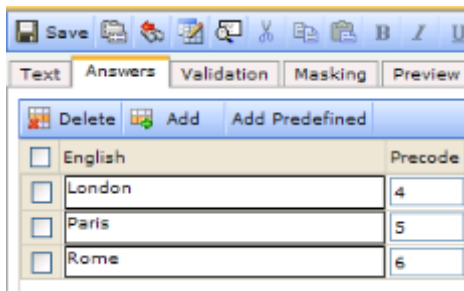 Save B I U
Text Answers Validation Masking Preview
Delete Add Add Predefined
English Precode
London 4
Paris 5
Rome 6